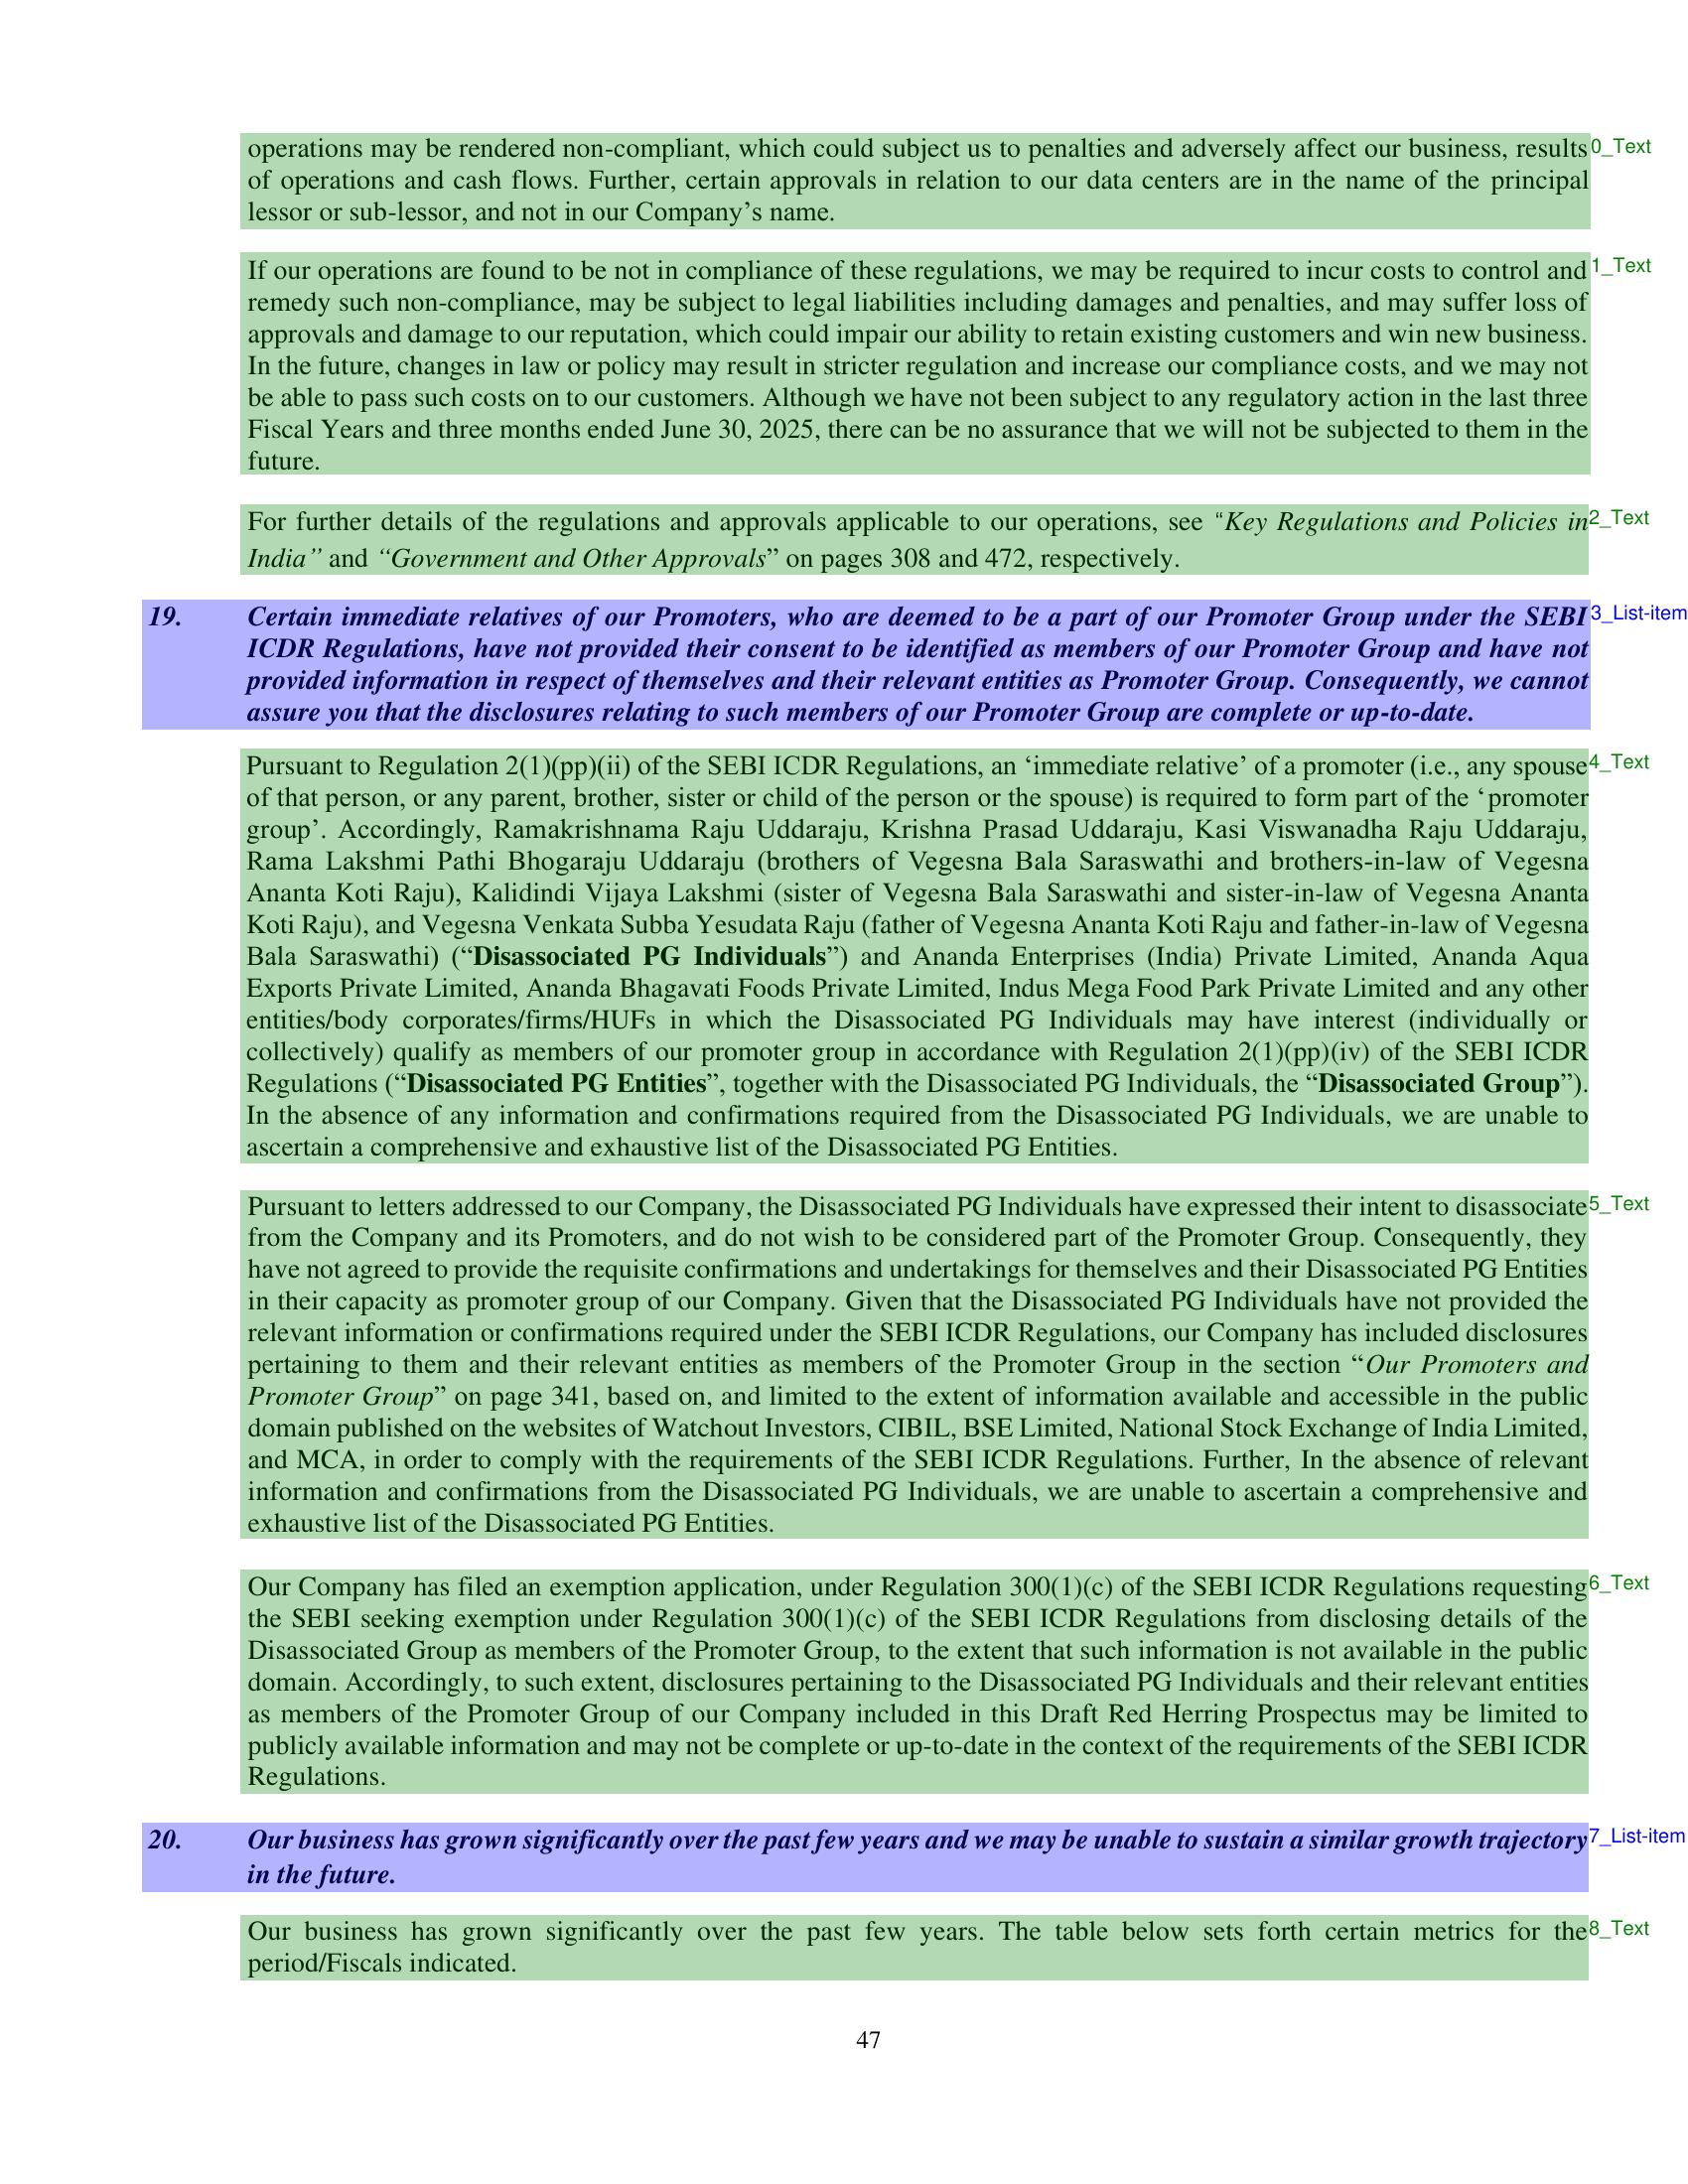 operations may be rendered non-compliant, which could subject us to penalties and adversely affect our business, results 0_Text
of operations and cash flows. Further, certain approvals in relation to our data centers are in the name of the principal
lessor or sub-lessor, and not in our Company’s name.
If our operations are found to be not in compliance of these regulations, we may be required to incur costs to control and 1_Text
remedy such non-compliance, may be subject to legal liabilities including damages and penalties, and may suffer loss of
approvals and damage to our reputation, which could impair our ability to retain existing customers and win new business.
In the future, changes in law or policy may result in stricter regulation and increase our compliance costs, and we may not
be able to pass such costs on to our customers. Although we have not been subject to any regulatory action in the last three
Fiscal Years and three months ended June 30, 2025, there can be no assurance that we will not be subjected to them in the
future.
For further details of the regulations and approvals applicable to our operations, see “Key Regulations and Policies in 2_Text
India” and “Government and Other Approvals” on pages 308 and 472, respectively.
19. Certain immediate relatives of our Promoters, who are deemed to be a part of our Promoter Group under the SEBI 3_List-item
ICDR Regulations, have not provided their consent to be identified as members of our Promoter Group and have not
provided information in respect of themselves and their relevant entities as Promoter Group. Consequently, we cannot
assure you that the disclosures relating to such members of our Promoter Group are complete or up-to-date.
Pursuant to Regulation 2(1)(pp)(ii) of the SEBI ICDR Regulations, an ‘immediate relative’ of a promoter (i.e., any spouse 4_Text
of that person, or any parent, brother, sister or child of the person or the spouse) is required to form part of the ‘promoter
group’. Accordingly, Ramakrishnama Raju Uddaraju, Krishna Prasad Uddaraju, Kasi Viswanadha Raju Uddaraju,
Rama Lakshmi Pathi Bhogaraju Uddaraju (brothers of Vegesna Bala Saraswathi and brothers-in-law of Vegesna
Ananta Koti Raju), Kalidindi Vijaya Lakshmi (sister of Vegesna Bala Saraswathi and sister-in-law of Vegesna Ananta
Koti Raju), and Vegesna Venkata Subba Yesudata Raju (father of Vegesna Ananta Koti Raju and father-in-law of Vegesna
Bala Saraswathi) (“Disassociated PG Individuals”) and Ananda Enterprises (India) Private Limited, Ananda Aqua
Exports Private Limited, Ananda Bhagavati Foods Private Limited, Indus Mega Food Park Private Limited and any other
entities/body corporates/firms/HUFs in which the Disassociated PG Individuals may have interest (individually or
collectively) qualify as members of our promoter group in accordance with Regulation 2(1)(pp)(iv) of the SEBI ICDR
Regulations (“Disassociated PG Entities”, together with the Disassociated PG Individuals, the “Disassociated Group”).
In the absence of any information and confirmations required from the Disassociated PG Individuals, we are unable to
ascertain a comprehensive and exhaustive list of the Disassociated PG Entities.
Pursuant to letters addressed to our Company, the Disassociated PG Individuals have expressed their intent to disassociate 5_Text
from the Company and its Promoters, and do not wish to be considered part of the Promoter Group. Consequently, they
have not agreed to provide the requisite confirmations and undertakings for themselves and their Disassociated PG Entities
in their capacity as promoter group of our Company. Given that the Disassociated PG Individuals have not provided the
relevant information or confirmations required under the SEBI ICDR Regulations, our Company has included disclosures
pertaining to them and their relevant entities as members of the Promoter Group in the section “Our Promoters and
Promoter Group” on page 341, based on, and limited to the extent of information available and accessible in the public
domain published on the websites of Watchout Investors, CIBIL, BSE Limited, National Stock Exchange of India Limited,
and MCA, in order to comply with the requirements of the SEBI ICDR Regulations. Further, In the absence of relevant
information and confirmations from the Disassociated PG Individuals, we are unable to ascertain a comprehensive and
exhaustive list of the Disassociated PG Entities.
Our Company has filed an exemption application, under Regulation 300(1)(c) of the SEBI ICDR Regulations requesting 6_Text
the SEBI seeking exemption under Regulation 300(1)(c) of the SEBI ICDR Regulations from disclosing details of the
Disassociated Group as members of the Promoter Group, to the extent that such information is not available in the public
domain. Accordingly, to such extent, disclosures pertaining to the Disassociated PG Individuals and their relevant entities
as members of the Promoter Group of our Company included in this Draft Red Herring Prospectus may be limited to
publicly available information and may not be complete or up-to-date in the context of the requirements of the SEBI ICDR
Regulations.
20. Our business has grown significantly over the past few years and we may be unable to sustain a similar growth trajectory 7_List-item
in the future.
Our business has grown significantly over the past few years. The table below sets forth certain metrics for the 8_Text
period/Fiscals indicated.
47